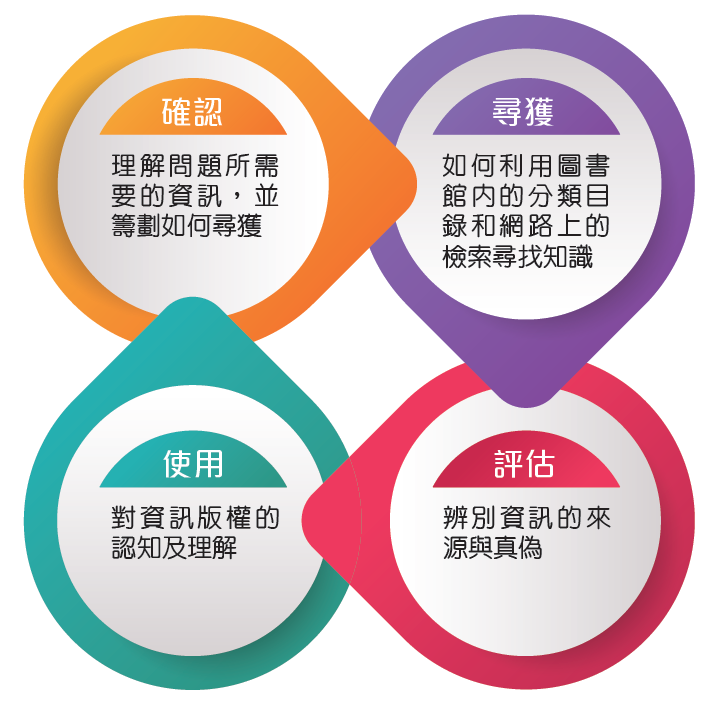 確認
理解問題所需
要的資訊，並
籌劃如何尋獲
尋獲
如何利用圖書
館內的分類目
錄和網路上的
檢索尋找知識
使用
對資訊版權的
認知及理解
評估
辨別資訊的來
源與真偽